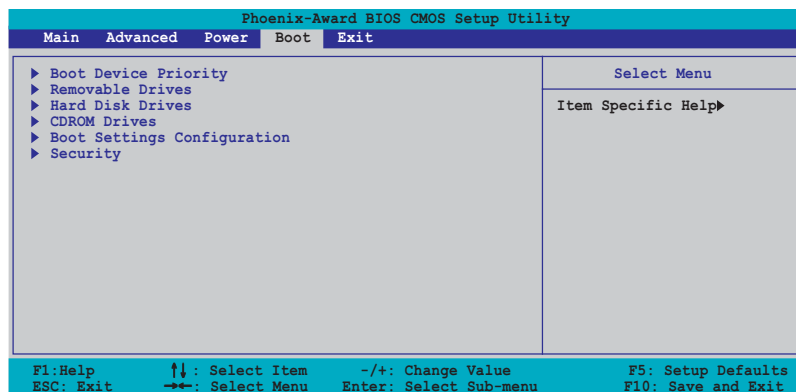 Phoenix-Award BIOS CMOS Setup Utility
Main Advanced Power Boot Exit
Boot Device Priority
Removable Drives
Hard Disk Drives
CDROM Drives
Boot Settings Configuration
Security
Select Menu
Item Specific Help
F1:Help ↑↓: Select Item -/+: Change Value F5: Setup Defaults
ESC: Exit →←: Select Menu Enter: Select Sub-menu F10: Save and Exit